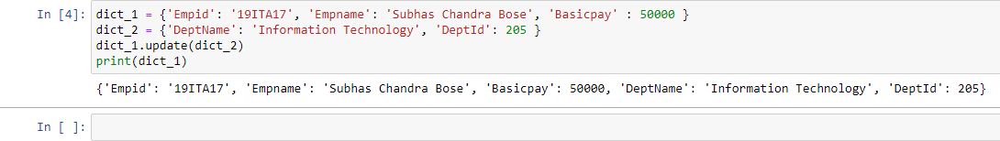 In [4]: dict_1 = {'Empid': '19ITA17', 'Empname': 'Subhas Chandra Bose', 'Basicpay' : 50000 }
dict_2 = {'DeptName': 'Information Technology', 'DeptId': 205 }
dict_1.update(dict_2)
print(dict_1)
{'Empid': '19ITA17', 'Empname': 'Subhas Chandra Bose', 'Basicpay': 50000, 'DeptName': 'Information Technology', 'DeptId': 205}
In [ ]: